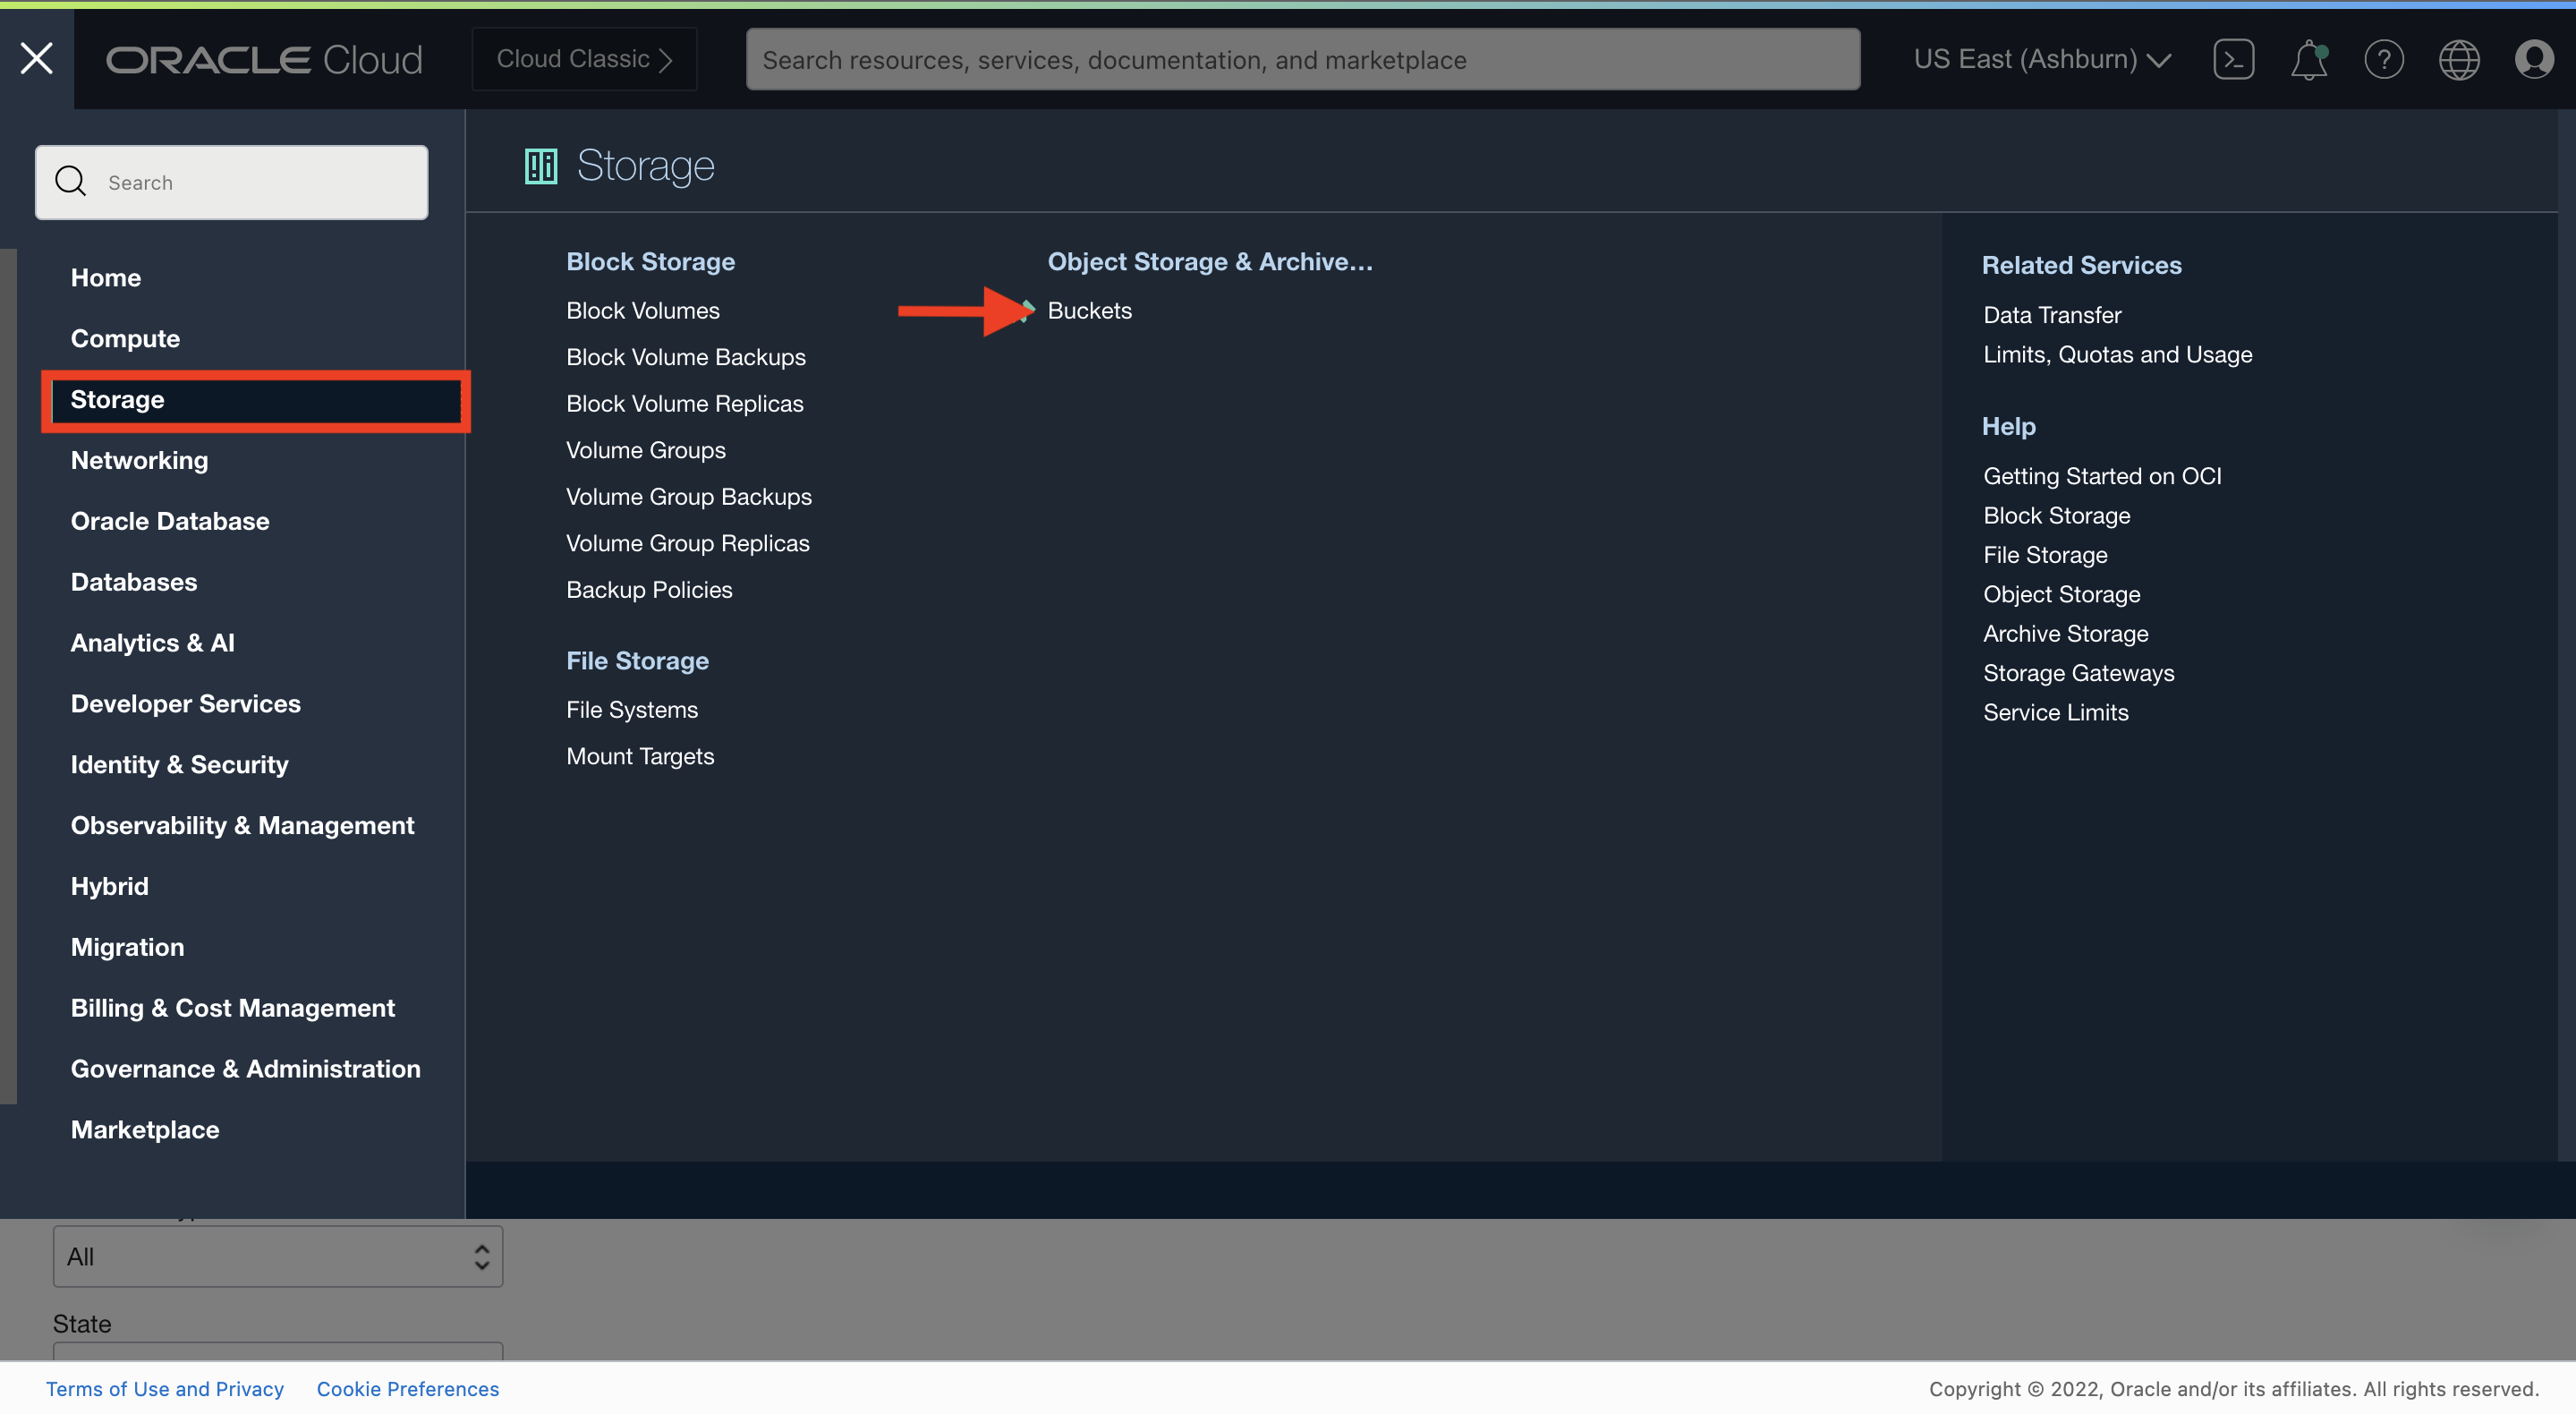 ORACLE Cloud
Cloud Classic
Search resources, services, documentation, and marketplace
US East (Ashburn)
Search
Home
Compute
Storage
Networking
Oracle Database
Databases
Analytics & AI
Developer Services
Identity & Security
Observability & Management
Hybrid
Migration
Billing & Cost Management
Governance & Administration
Marketplace
Storage
Block Storage
Block Volumes
Block Volume Backups
Block Volume Replicas
Volume Groups
Volume Group Backups
Volume Group Replicas
Backup Policies
File Storage
File Systems
Mount Targets
Object Storage & Archive...
Buckets
Related Services
Data Transfer
Limits, Quotas and Usage
Help
Getting Started on OCI
Block Storage
File Storage
Object Storage
Archive Storage
Storage Gateways
Service Limits
All
State
Terms of Use and Privacy
Cookie Preferences
Copyright © 2022, Oracle and/or its affiliates. All rights reserved.